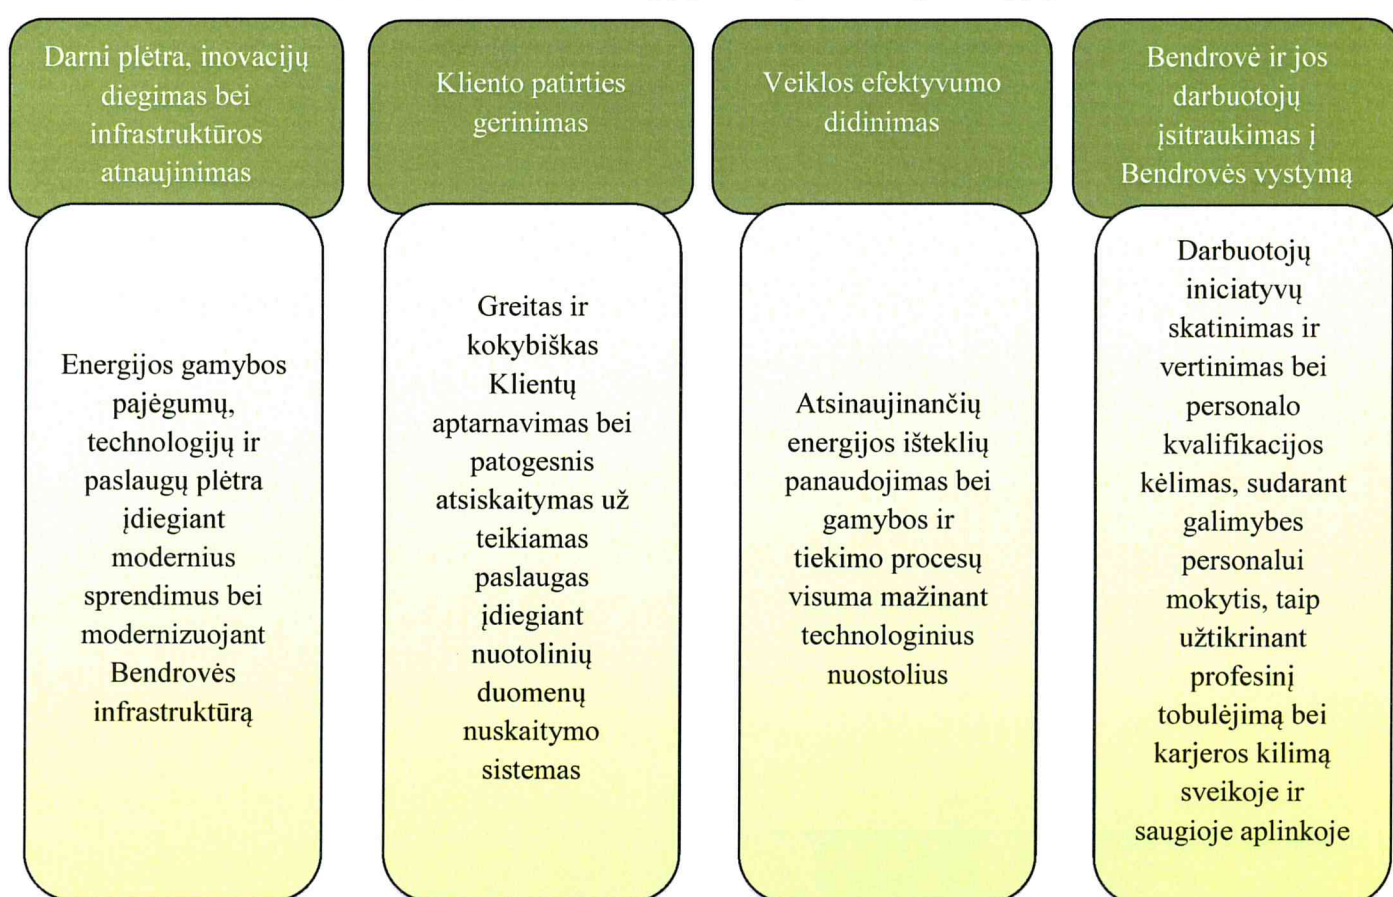 Darni plėtra, inovacijų
diegimas bei
infrastruktūros
atnaujinimas
Energijos gamybos
pajėgumų,
technologijų ir
paslaugų plėtra
įdiegiant
modernius
sprendimus bei
modernizuojant
Bendrovės
infrastruktūrą
Kliento patirties
gerinimas
Greitas ir
kokybiškas
Klientų
aptarnavimas bei
patogesnis
atsiskaitymas už
teikiamas
paslaugas
įdiegiant
nuotolinių
duomenų
nuskaitymo
sistemas
Veiklos efektyvumo
didinimas
Atsinaujinančių
energijos išteklių
panaudojimas bei
gamybos ir
tiekimo procesų
visuma mažinant
technologinius
nuostolius
Bendrovė ir jos
darbuotojų
įsitraukimas į
Bendrovės vystymą
Darbuotojų
iniciatyvų
skatinimas ir
vertinimas bei
personalo
kvalifikacijos
kėlimas, sudarant
galimybes
personalui
mokytis, taip
užtikrinant
profesinį
tobulėjimą bei
karjeros kilimą
sveikoje ir
saugioje aplinkoje